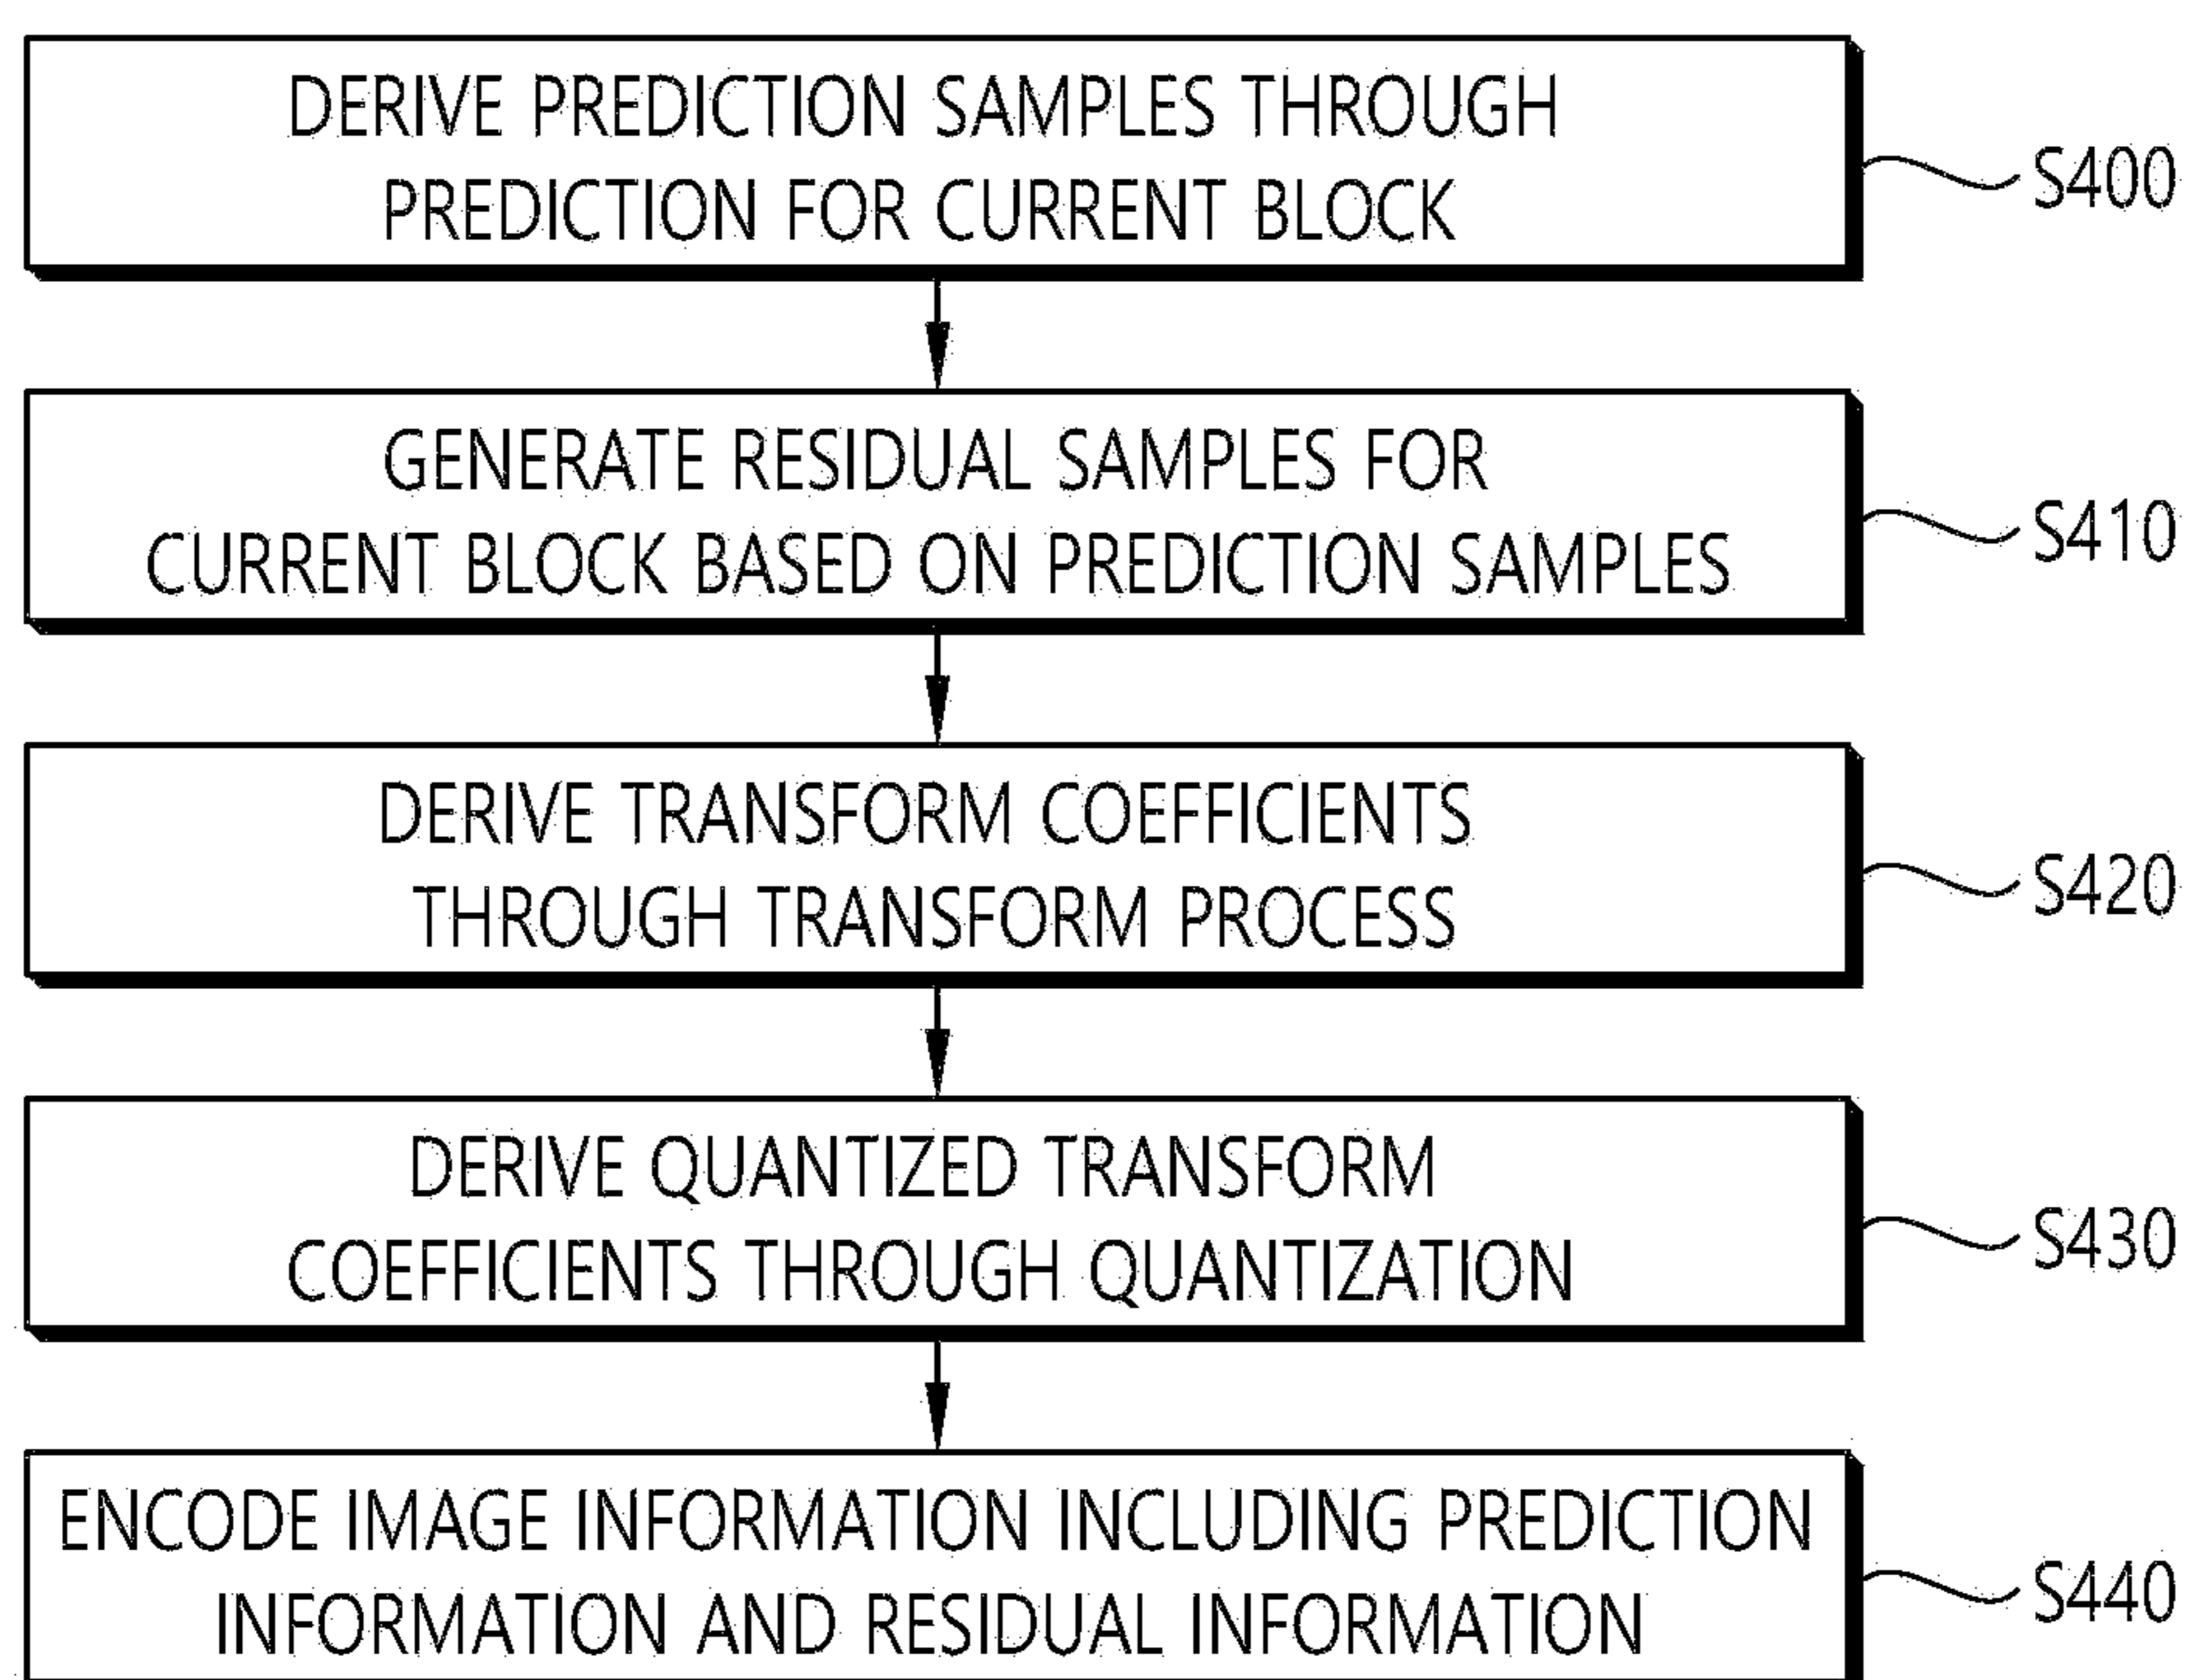 DERIVE PREDICTION SAMPLES THROUGH
PREDICTION FOR CURRENT BLOCK
S400
GENERATE RESIDUAL SAMPLES FOR
CURRENT BLOCK BASED ON PREDICTION SAMPLES
S410
DERIVE TRANSFORM COEFFICIENTS
THROUGH TRANSFORM PROCESS
S420
DERIVE QUANTIZED TRANSFORM
COEFFICIENTS THROUGH QUANTIZATION
S430
ENCODE IMAGE INFORMATION INCLUDING PREDICTION
INFORMATION AND RESIDUAL INFORMATION
S440